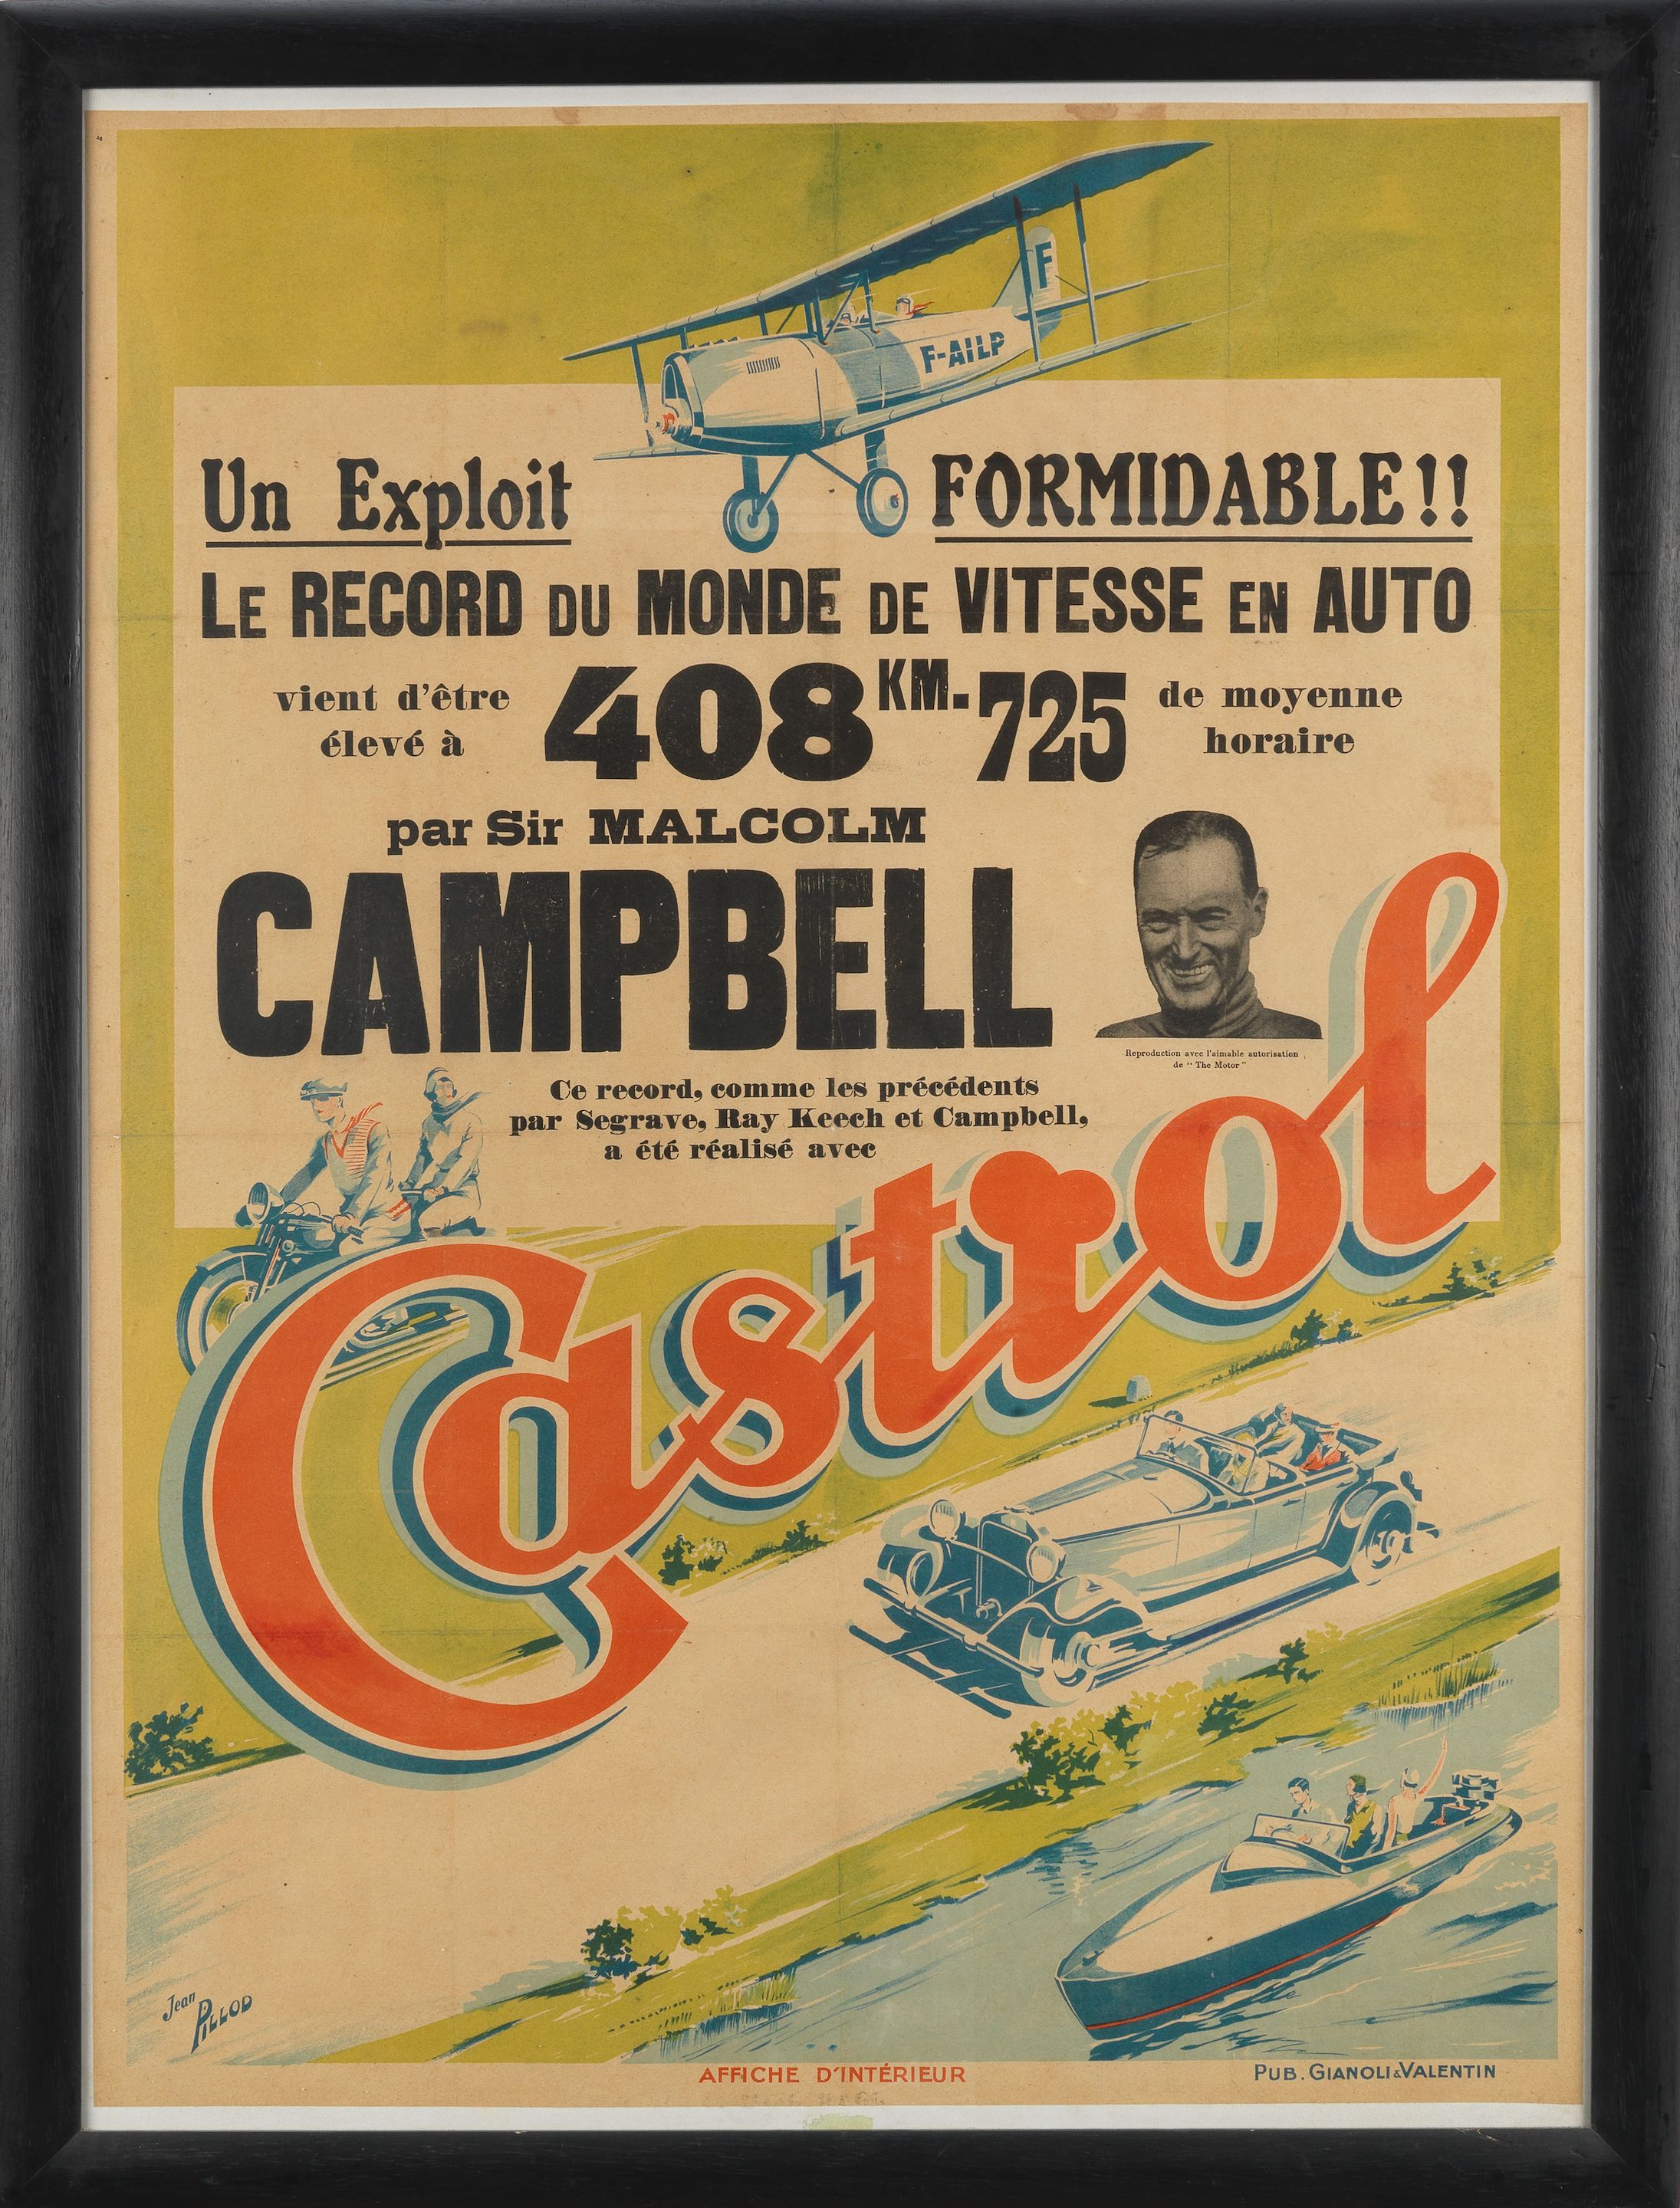 F
F-AILP
Un Exploit FORMIDABLE!!
LE RECORD DU MONDE DE VITESSE EN AUTO
vient d'être
élevé à
408 KM. 725
de moyenne
horaire
par Sir MALCOLM
CAMPBELL
Reproduction avec l'aimable autorisation
de "The Motor"
Ce record, comme les précédents
par Segrave, Ray Keech et Campbell,
a été réalisé avec
Castrol
Jean
PILLOD
AFFICHE D'INTÉRIEUR
PUB. GIANOLI & VALENTIN